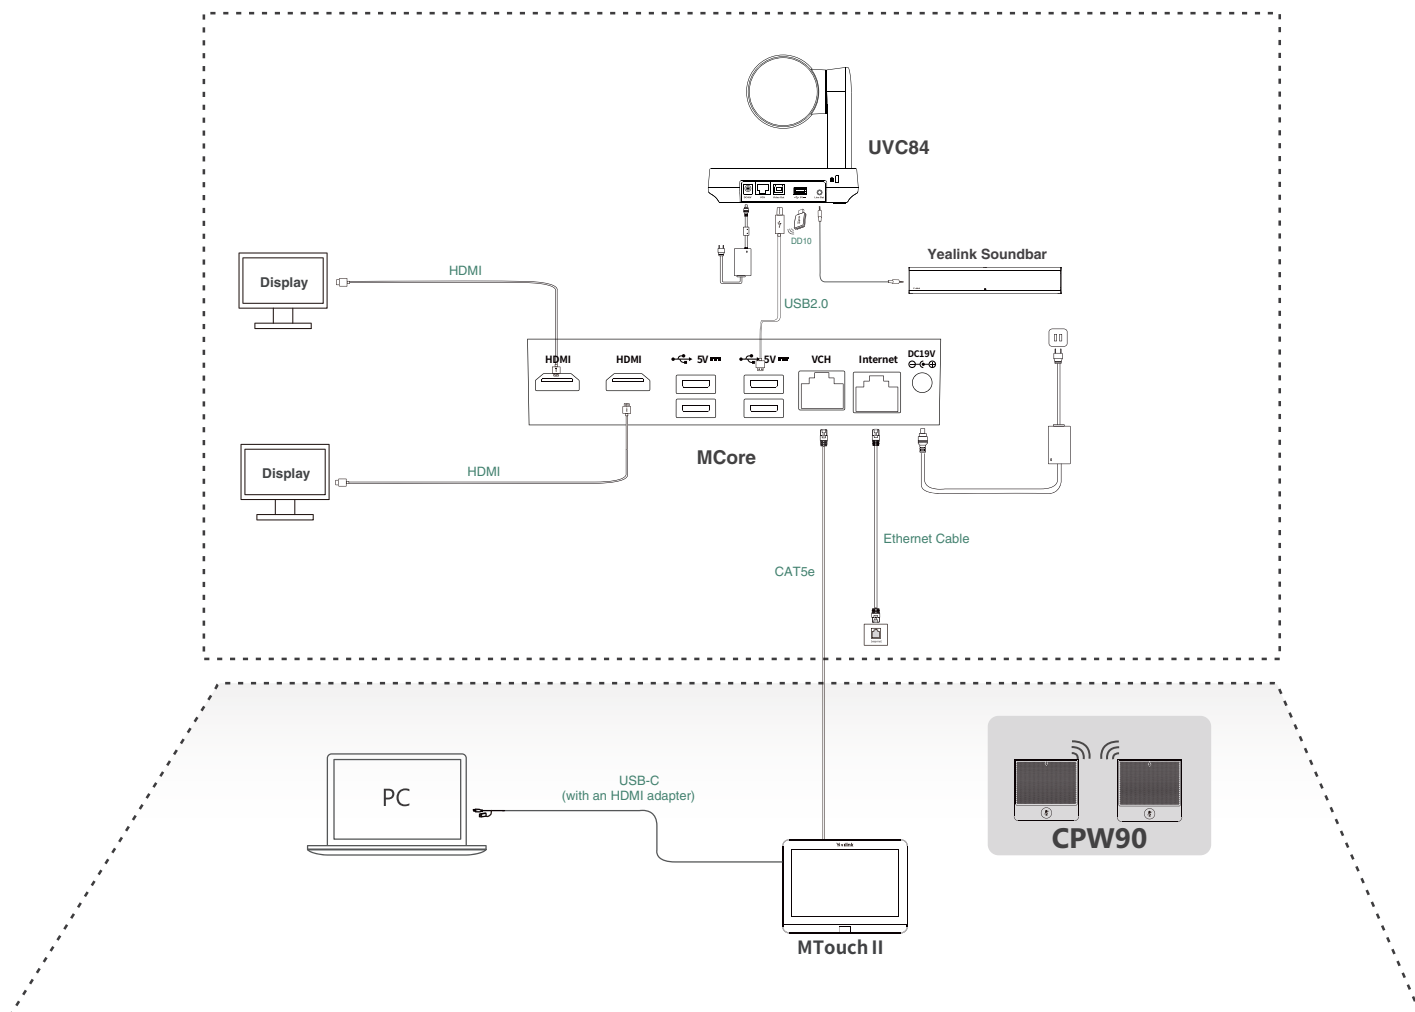 UVC84
DD10
Yealink Soundbar
Display
HDMI
USB2.0
HDMI
HDMI
5V
5V
VCH
Internet
DC19V
MCore
Display
HDMI
Ethernet Cable
CAT5e
PC
USB-C
(with an HDMI adapter)
CPW90
Yealink
MTouch II